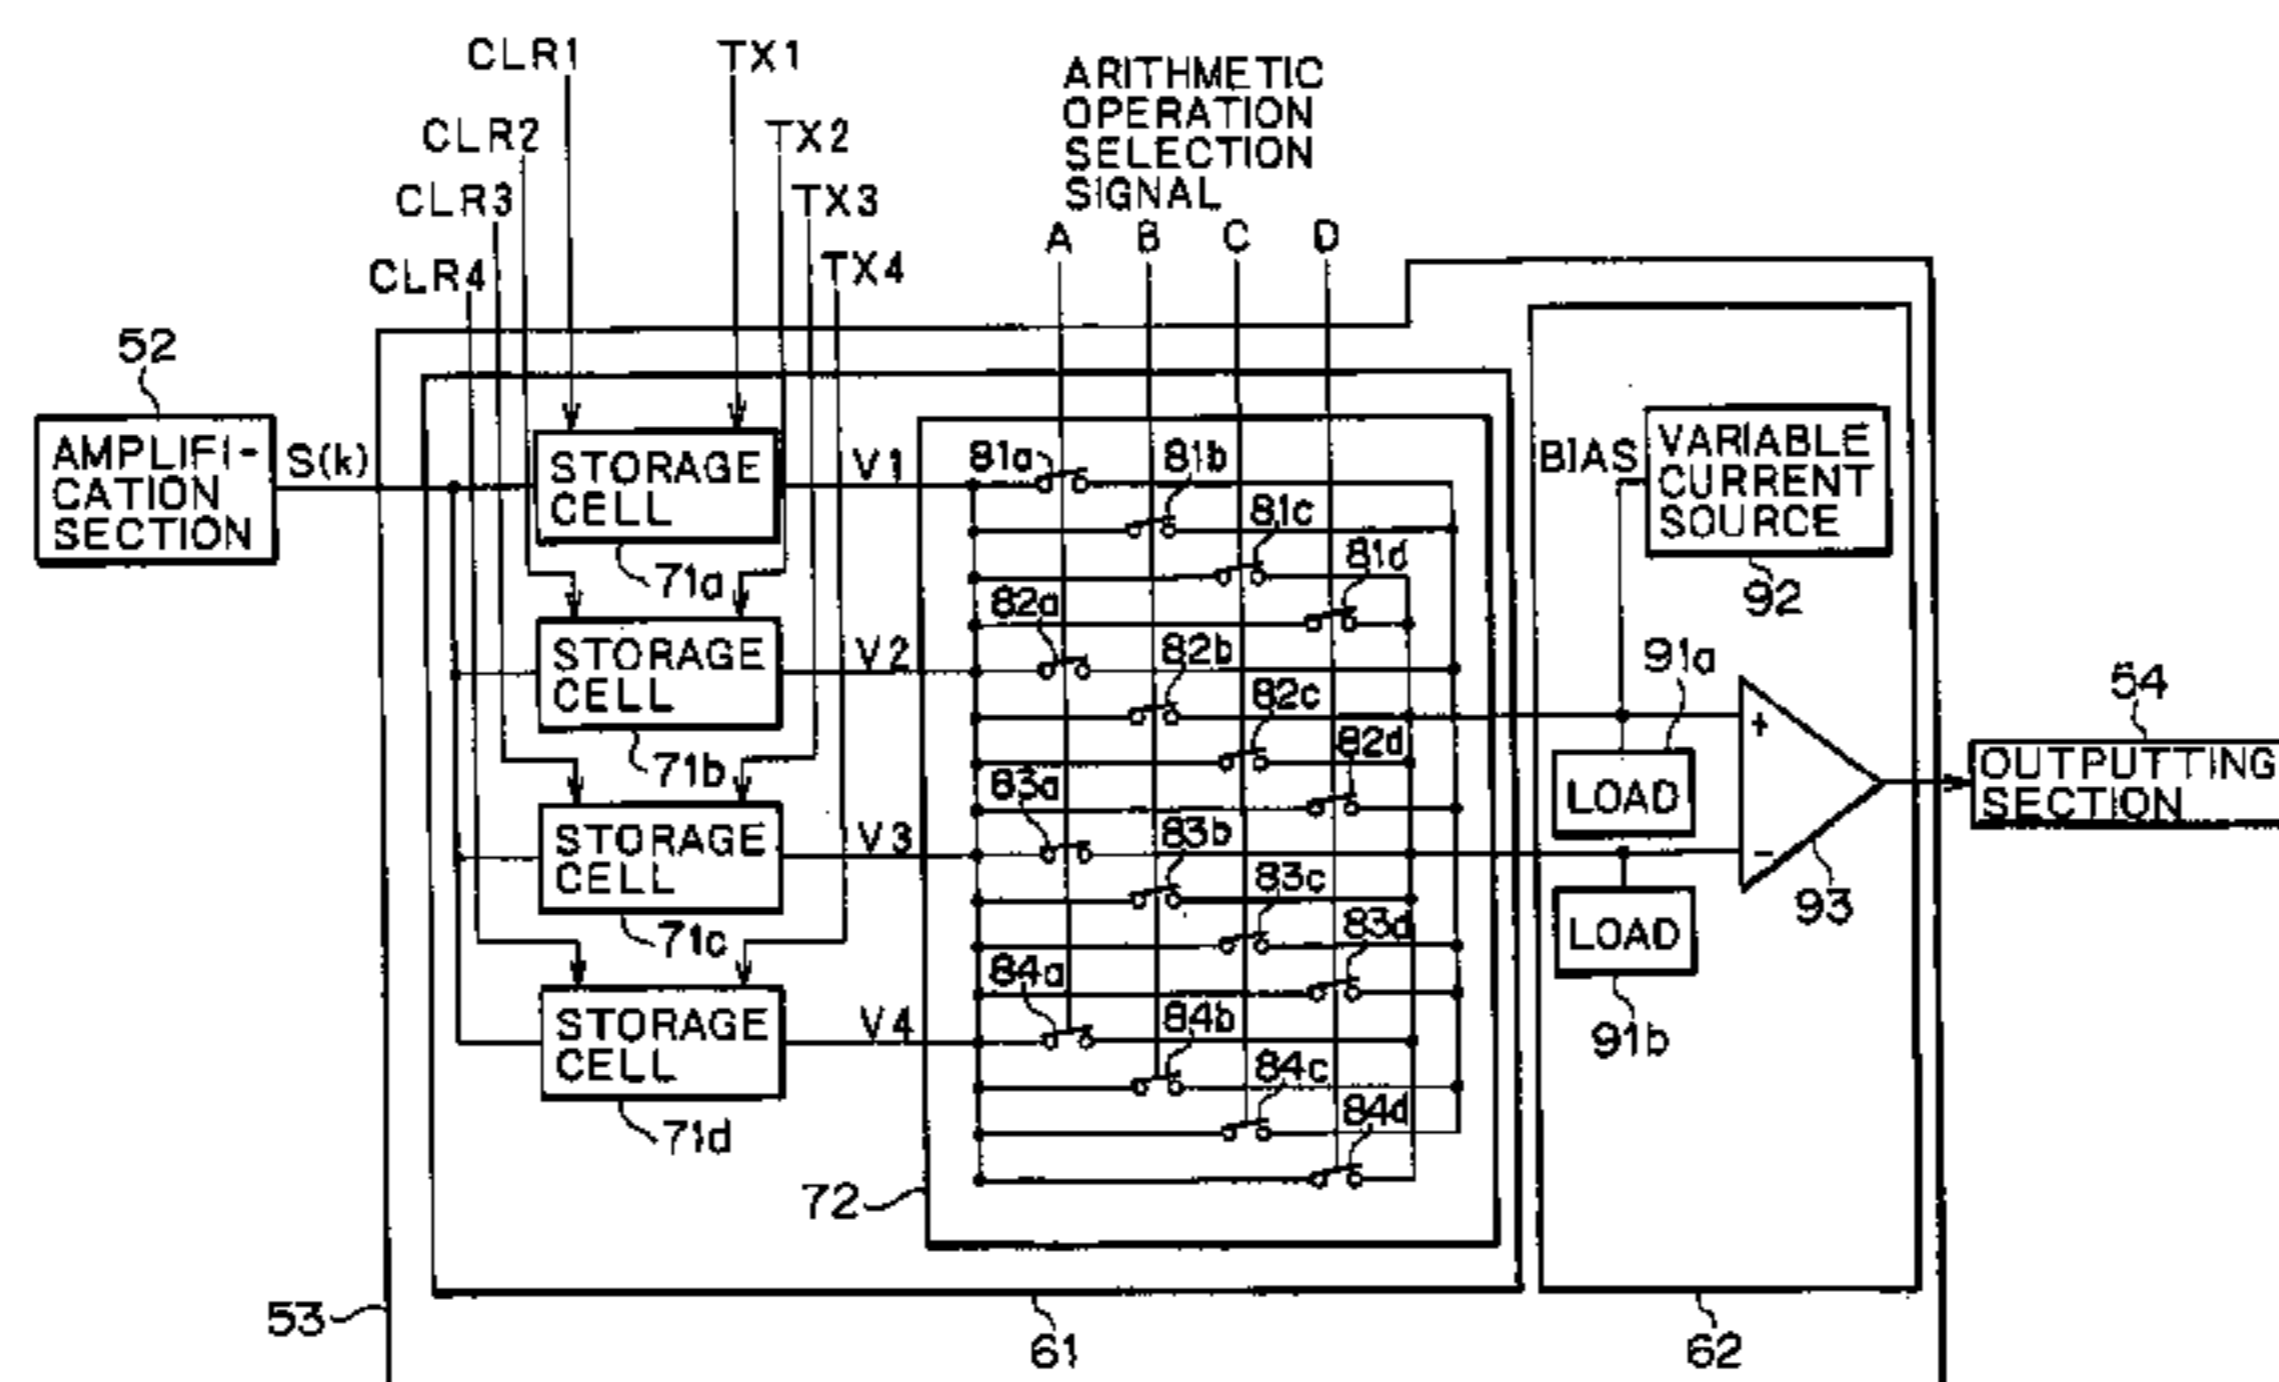 CLR1
TX1
ARITHMETIC
OPERATION
SELECTION
SIGNAL
CLR2
TX2
CLR3
TX3
CLR4
TX4
A B C D
52
AMPLIFI-
CATION
SECTION
S(k)
STORAGE
CELL
71a
V1
STORAGE
CELL
71b
V2
STORAGE
CELL
71c
V3
STORAGE
CELL
71d
V4
81a
81b
81c
81d
82a
82b
82c
82d
83a
83b
83c
83d
84a
84b
84c
84d
72
BIAS
VARIABLE
CURRENT
SOURCE
92
91a
LOAD
+
−
LOAD
91b
93
54
OUTPUTTING
SECTION
53
61
62